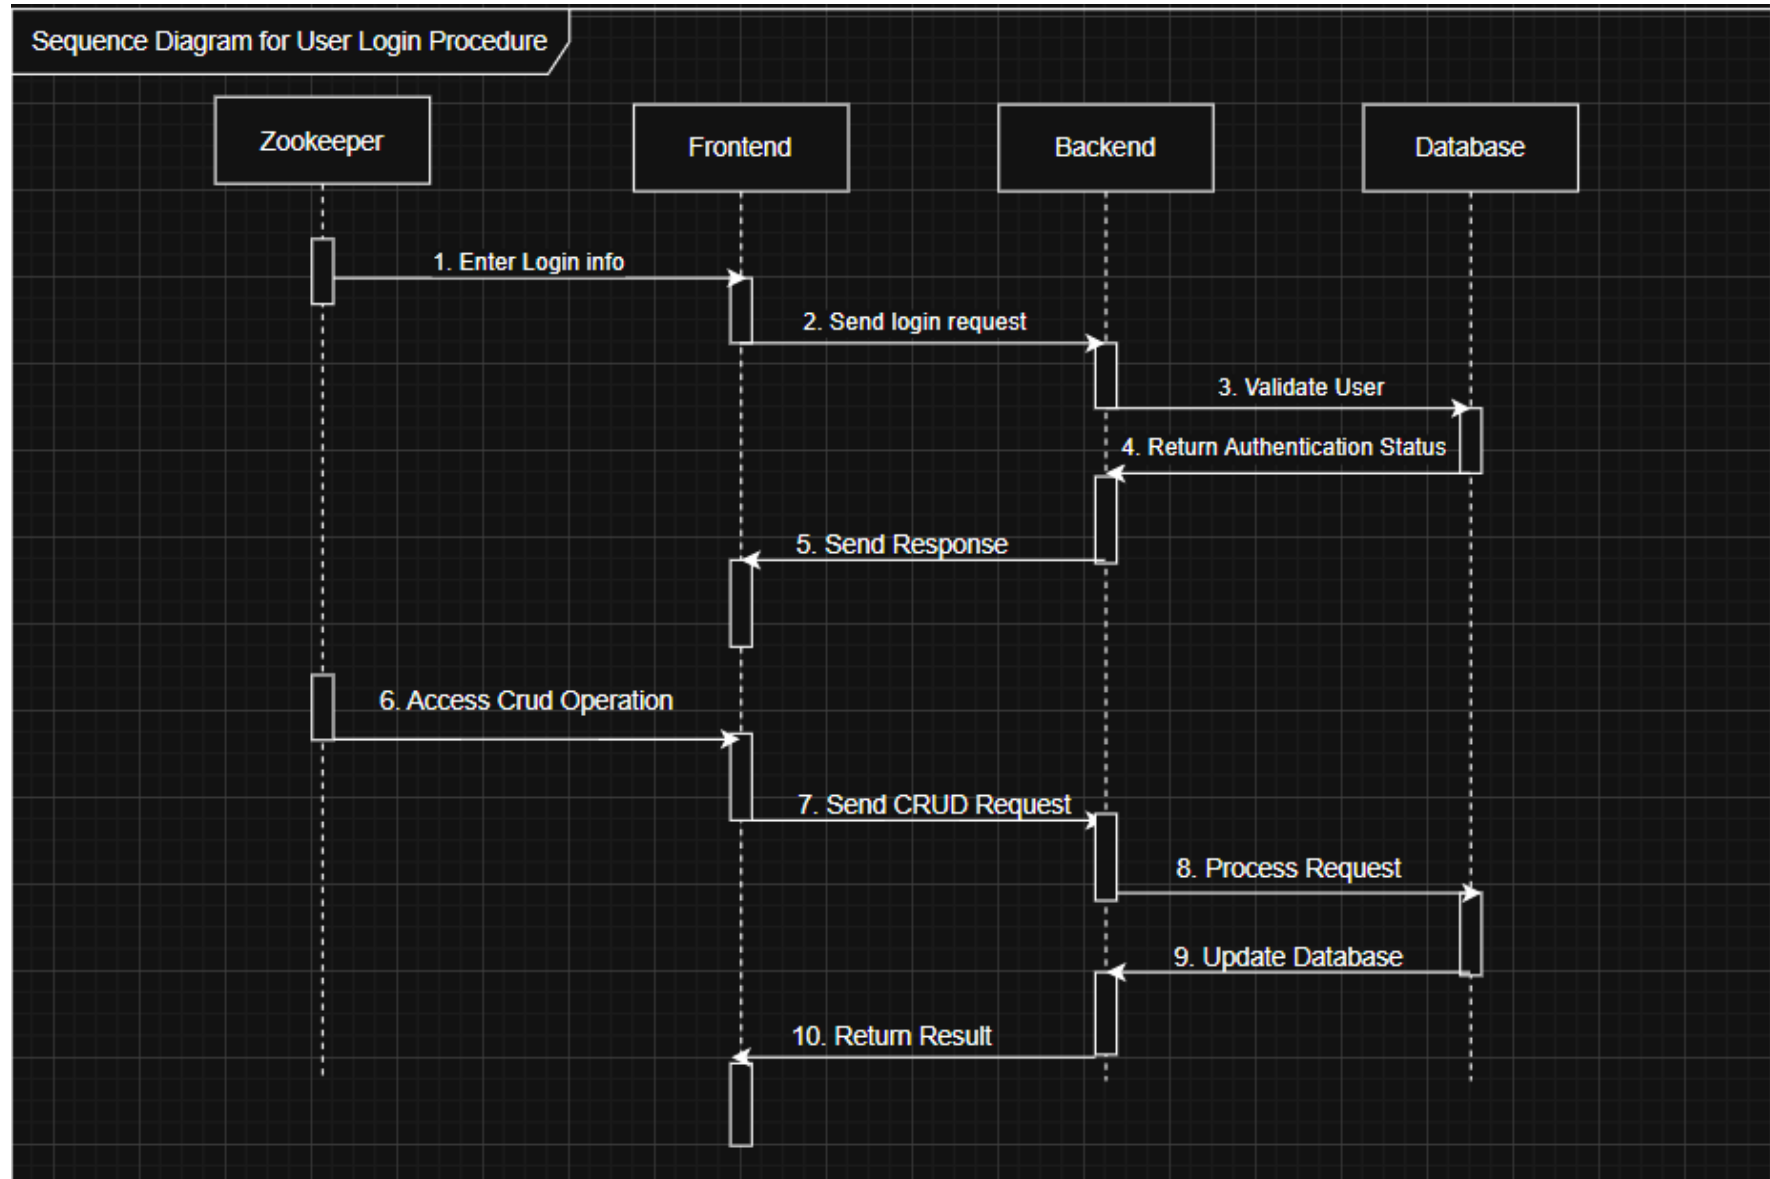 Sequence Diagram for User Login Procedure
Zookeeper
Frontend
Backend
Database
1. Enter Login info
2. Send login request
3. Validate User
4. Return Authentication Status
5. Send Response
6. Access Crud Operation
7. Send CRUD Request
8. Process Request
9. Update Database
10. Return Result